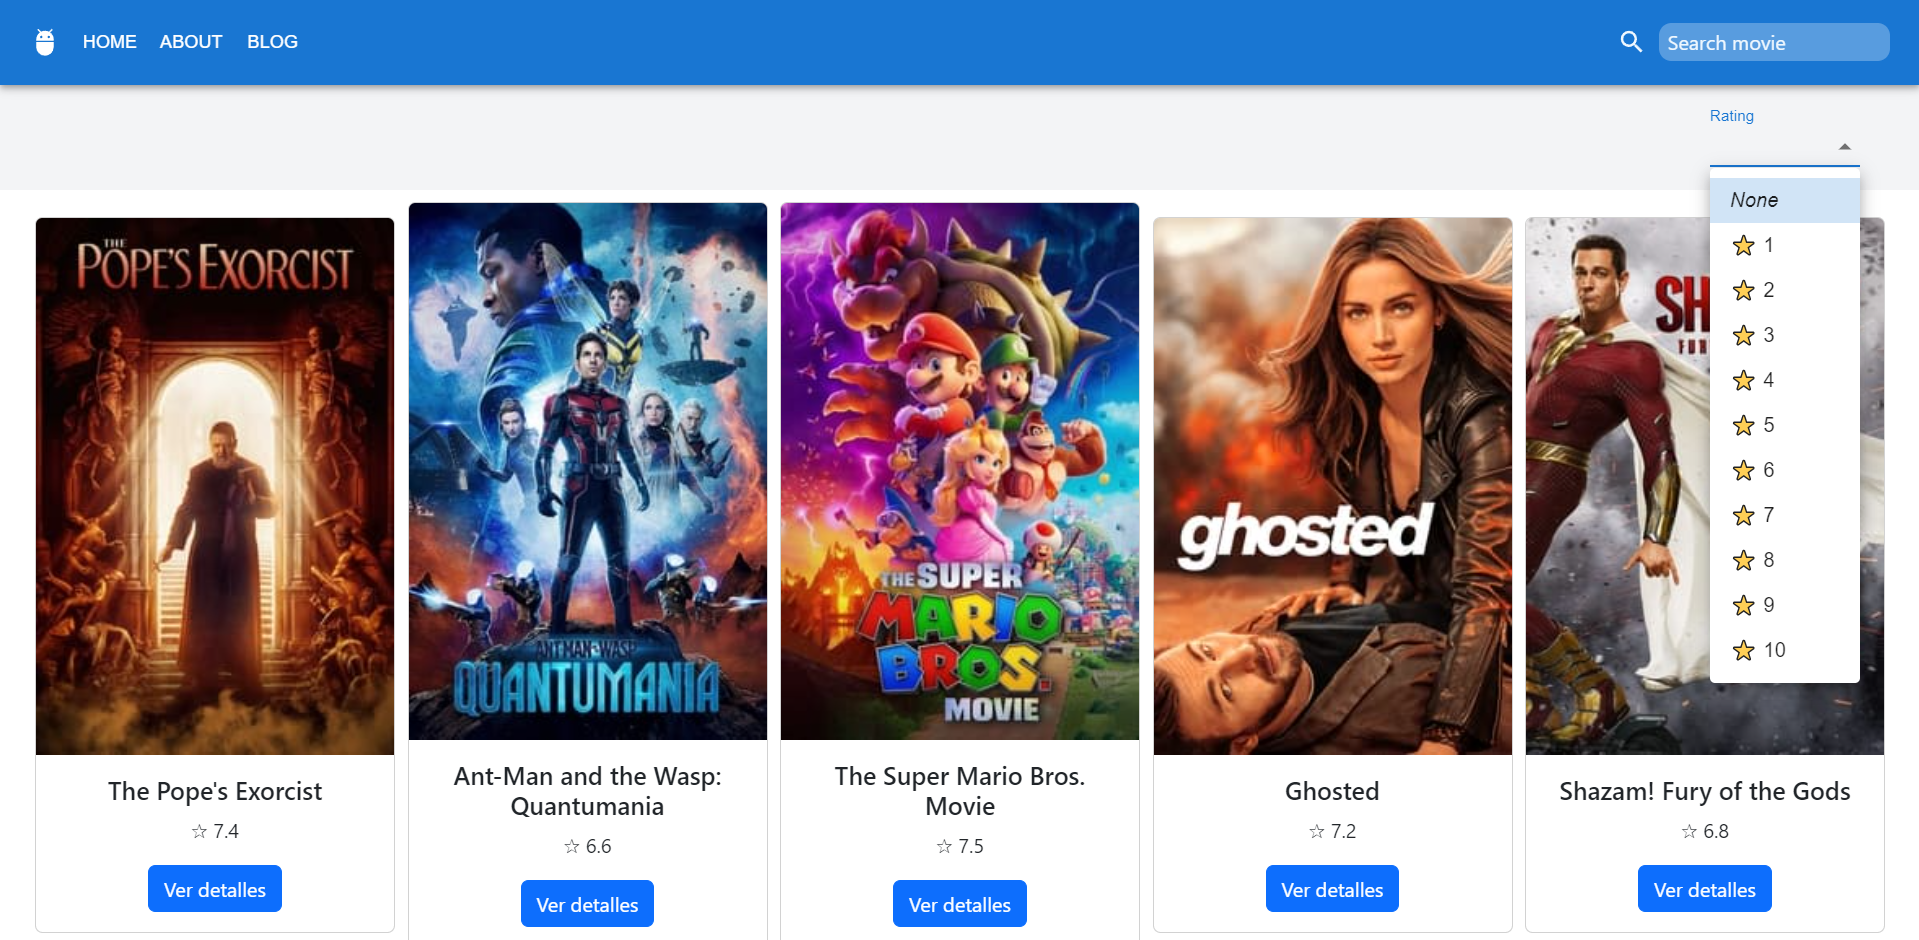 HOME ABOUT BLOG
Search movie
Rating
None
1
2
3
4
5
6
7
8
9
10
THE
POPE'S EXORCIST
The Pope's Exorcist
☆ 7.4
Ver detalles
ANT-MAN AND THE WASP
QUANTUMANIA
Ant-Man and the Wasp:
Quantumania
☆ 6.6
Ver detalles
THE SUPER
MARIO
BROS.
MOVIE
The Super Mario Bros.
Movie
☆ 7.5
Ver detalles
ghosted
Ghosted
☆ 7.2
Ver detalles
SH
FUR
Shazam! Fury of the Gods
☆ 6.8
Ver detalles